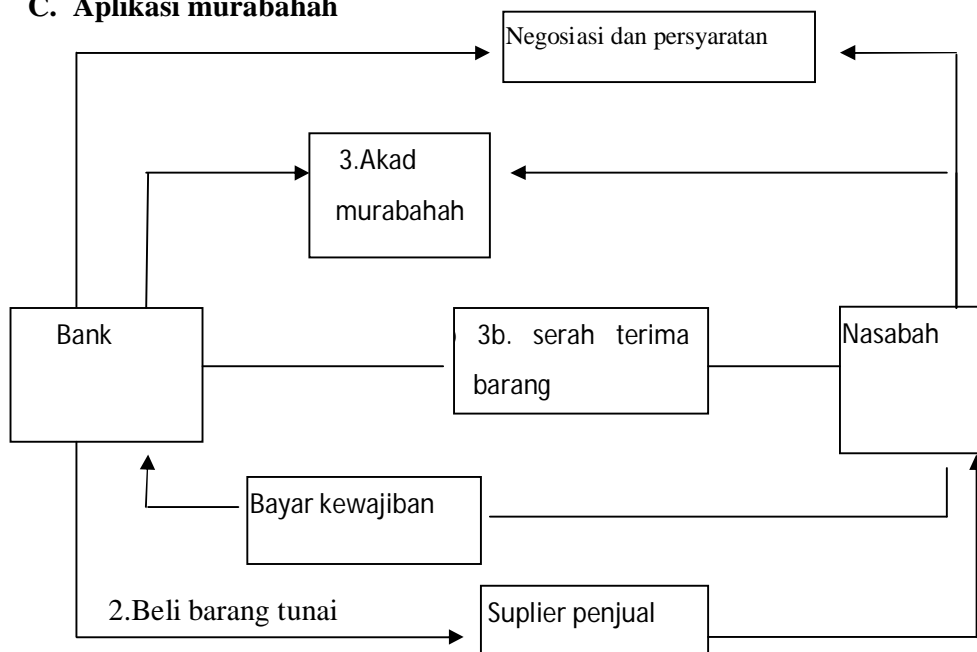 C. Aplikasi murabahah
Negosiasi dan persyaratan
3.Akad
murabahah
Bank
3b. serah terima
barang
Nasabah
Bayar kewajiban
2.Beli barang tunai
Suplier penjual